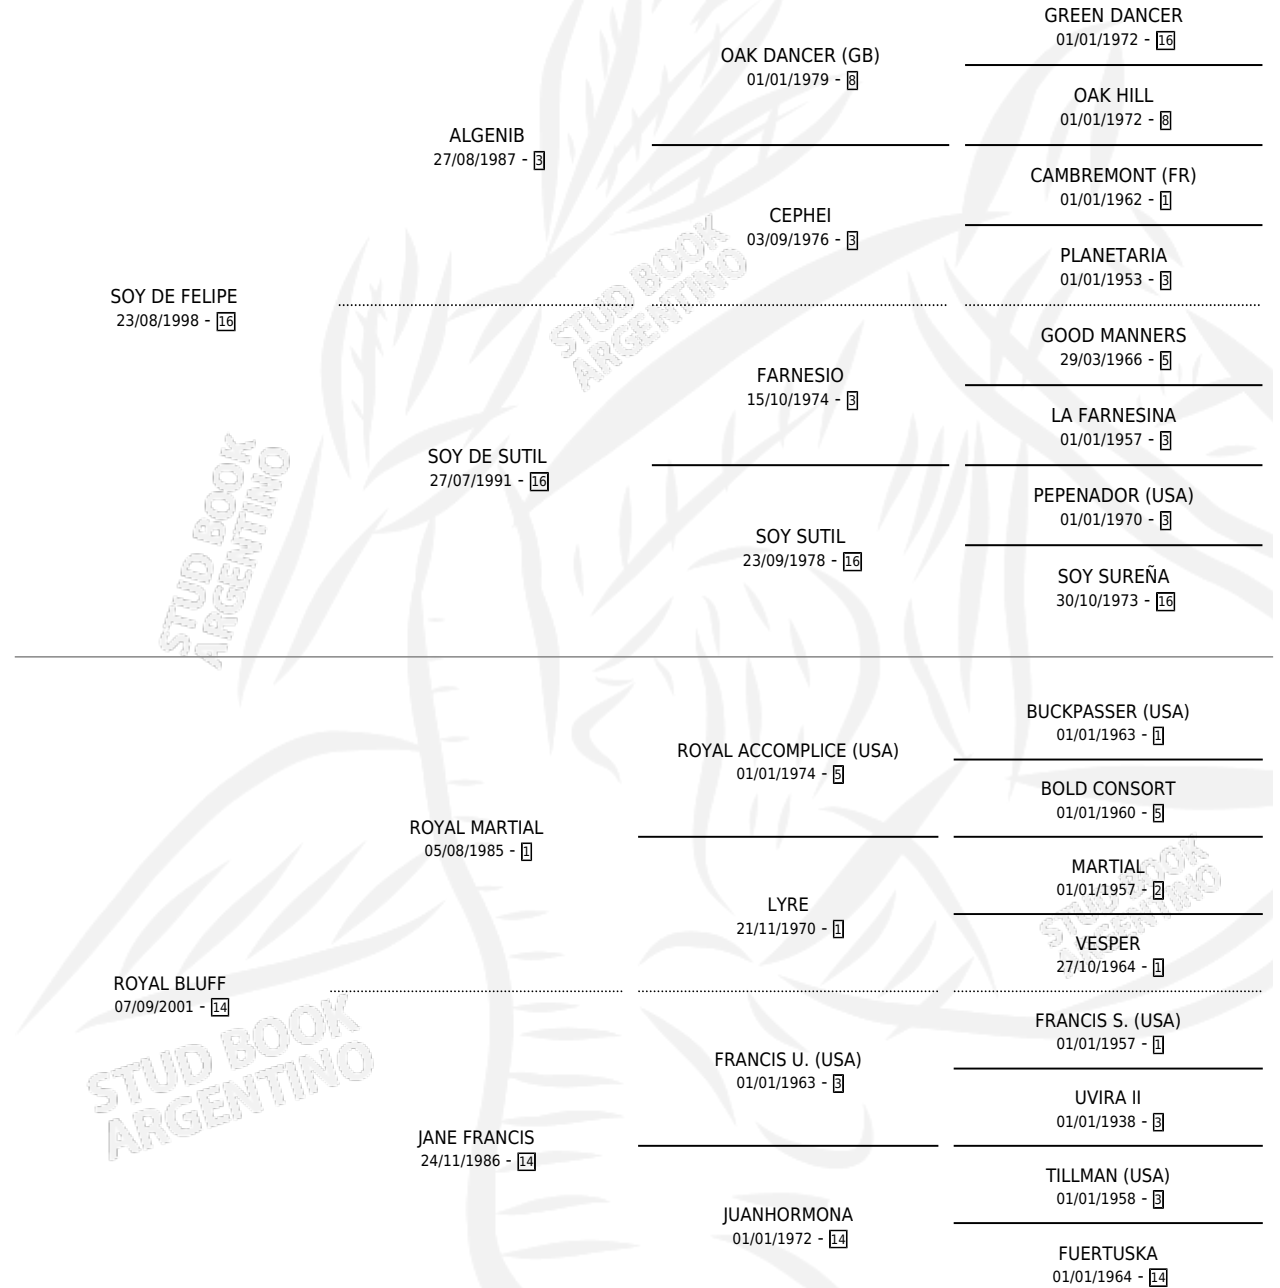 GREEN DANCER
01/01/1972 - 16
OAK DANCER (GB)
01/01/1979 - 8
OAK HILL
01/01/1972 - 8
ALGENIB
27/08/1987 - 3
CAMBREMONT (FR)
01/01/1962 - 1
CEPHEI
03/09/1976 - 3
PLANETARIA
01/01/1953 - 3
SOY DE FELIPE
23/08/1998 - 16
STUD BOOK
ARGENTINO
GOOD MANNERS
29/03/1966 - 5
FARNESIO
15/10/1974 - 3
LA FARNESINA
01/01/1957 - 3
SOY DE SUTIL
27/07/1991 - 16
PEPENADOR (USA)
01/01/1970 - 3
SOY SUTIL
23/09/1978 - 16
SOY SUREÑA
30/10/1973 - 16
STUD BOOK
ARGENTINO
BUCKPASSER (USA)
01/01/1963 - 1
ROYAL ACCOMPLICE (USA)
01/01/1974 - 5
BOLD CONSORT
01/01/1960 - 5
ROYAL MARTIAL
05/08/1985 - 1
MARTIAL
01/01/1957 - 2
LYRE
21/11/1970 - 1
STUD BOOK
ARGENTINO
VESPER
27/10/1964 - 1
ROYAL BLUFF
07/09/2001 - 14
STUD BOOK
ARGENTINO
FRANCIS S. (USA)
01/01/1957 - 1
FRANCIS U. (USA)
01/01/1963 - 3
UVIRA II
01/01/1938 - 3
JANE FRANCIS
24/11/1986 - 14
TILLMAN (USA)
01/01/1958 - 3
JUANHORMONA
01/01/1972 - 14
FUERTUSKA
01/01/1964 - 14